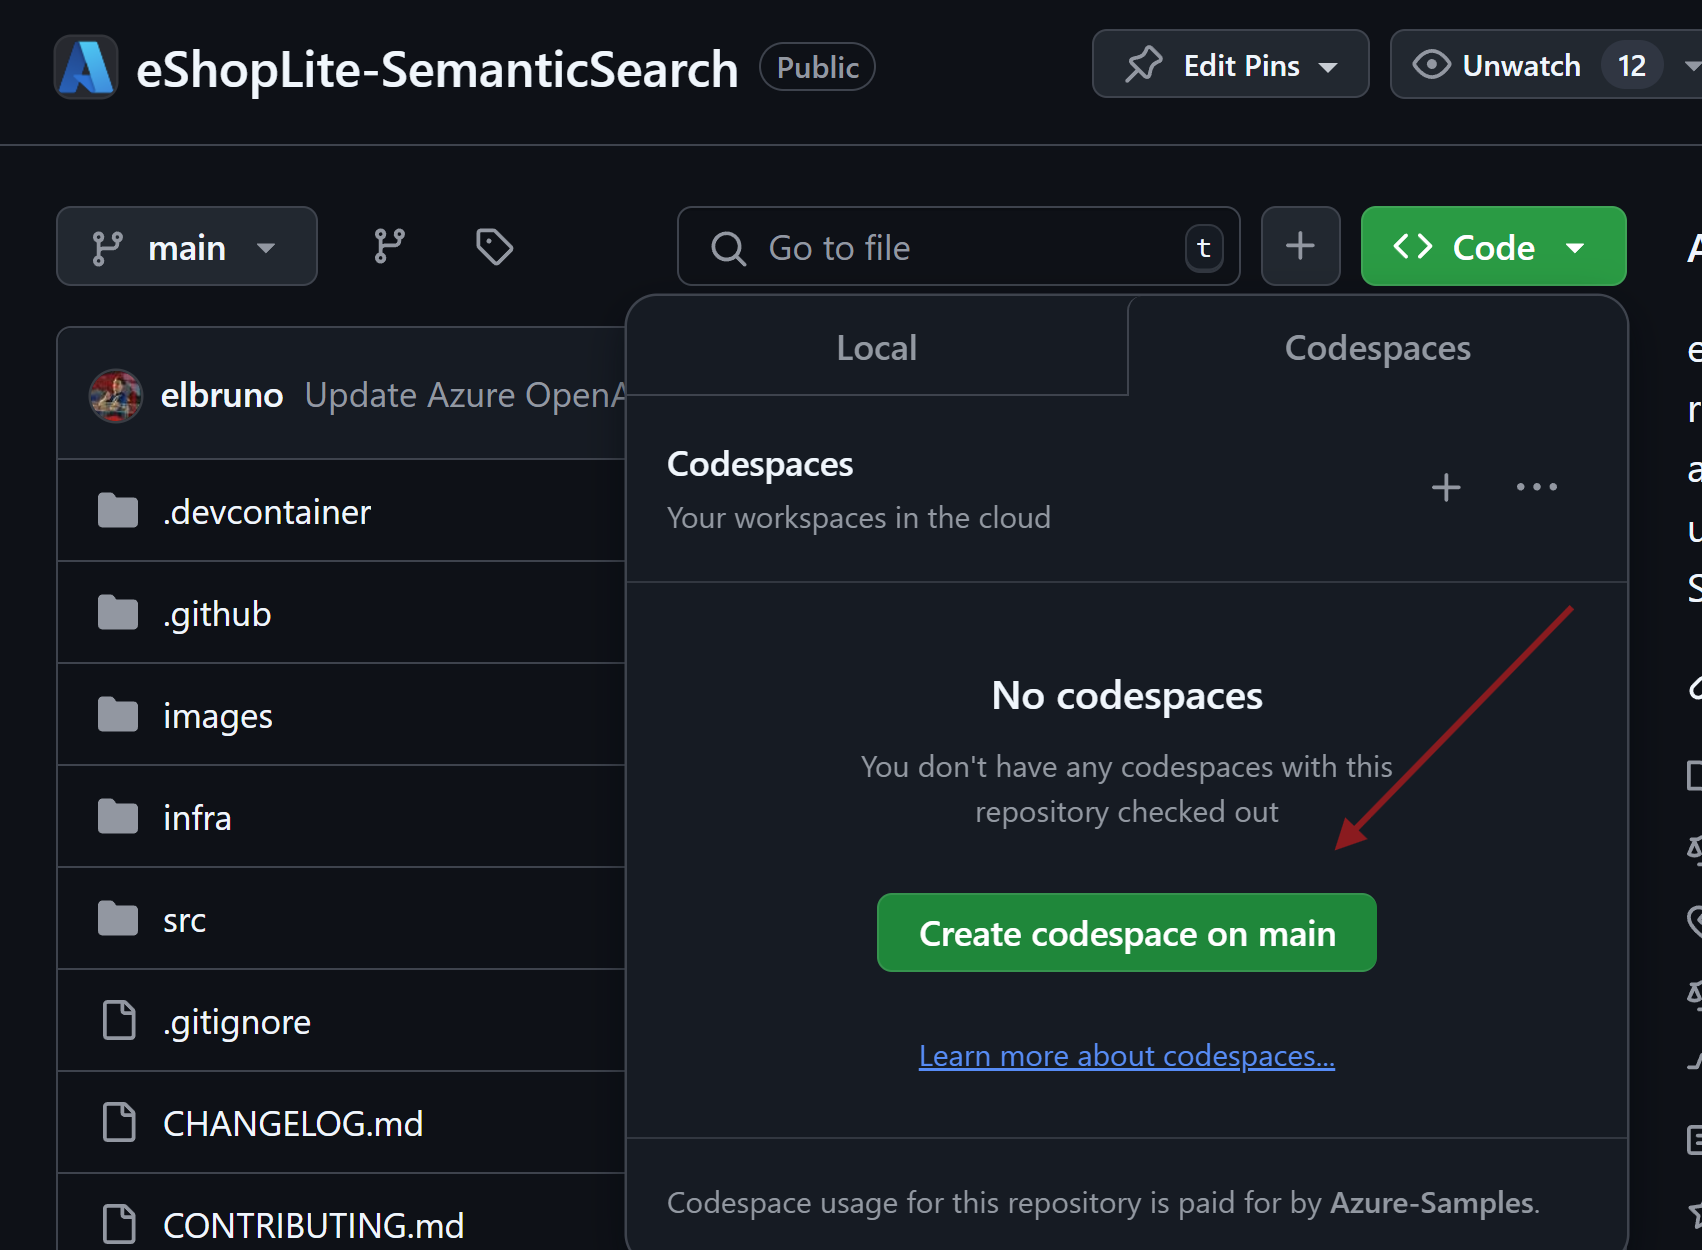 eShopLite-SemanticSearch
Public
Edit Pins
Unwatch
12
main
Go to file
t
Code
Local
Codespaces
elbruno
Update Azure OpenA
Codespaces
Your workspaces in the cloud
.devcontainer
.github
images
infra
src
.gitignore
CHANGELOG.md
CONTRIBUTING.md
No codespaces
You don't have any codespaces with this
repository checked out
Create codespace on main
Learn more about codespaces...
Codespace usage for this repository is paid for by Azure-Samples.